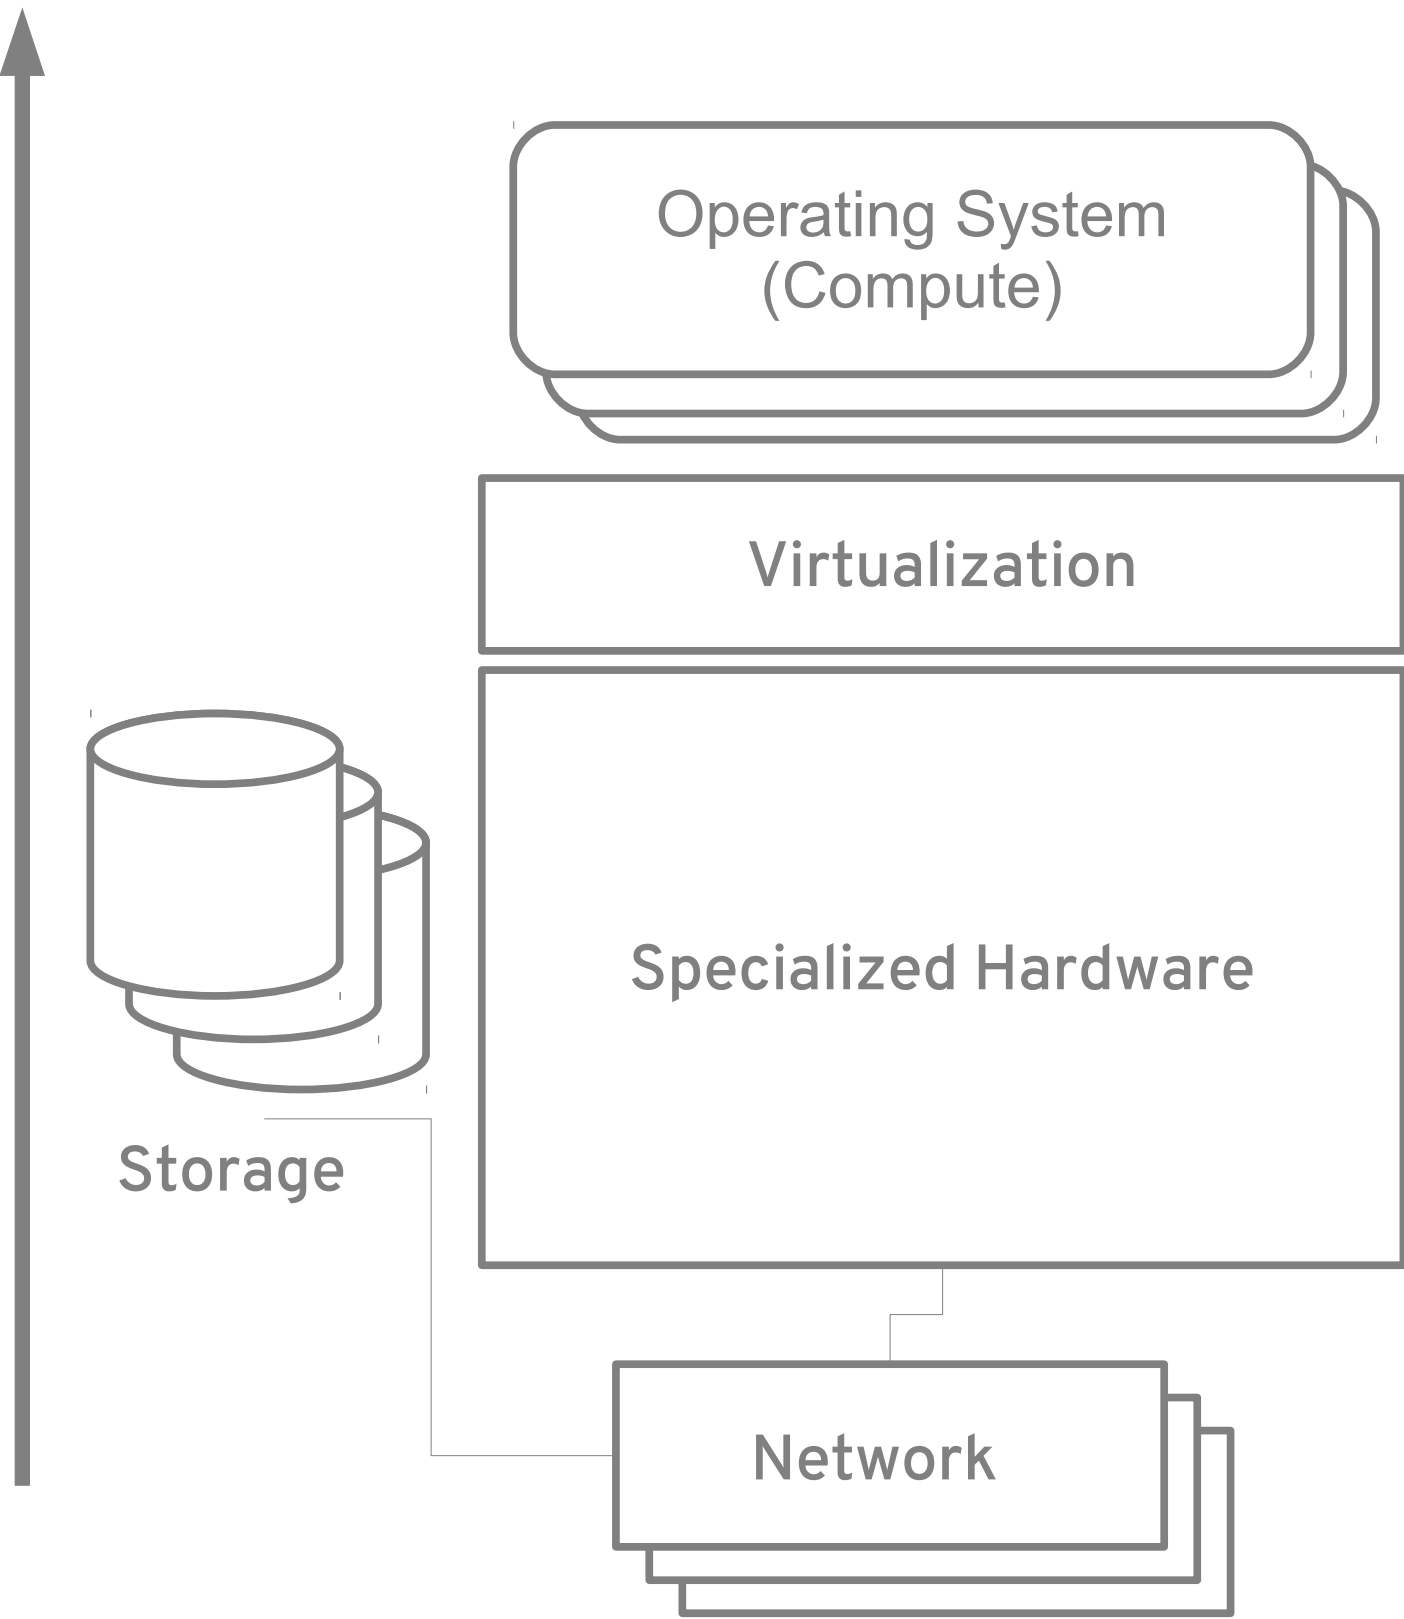 Operating System
(Compute)
Virtualization
Specialized Hardware
Storage
Network